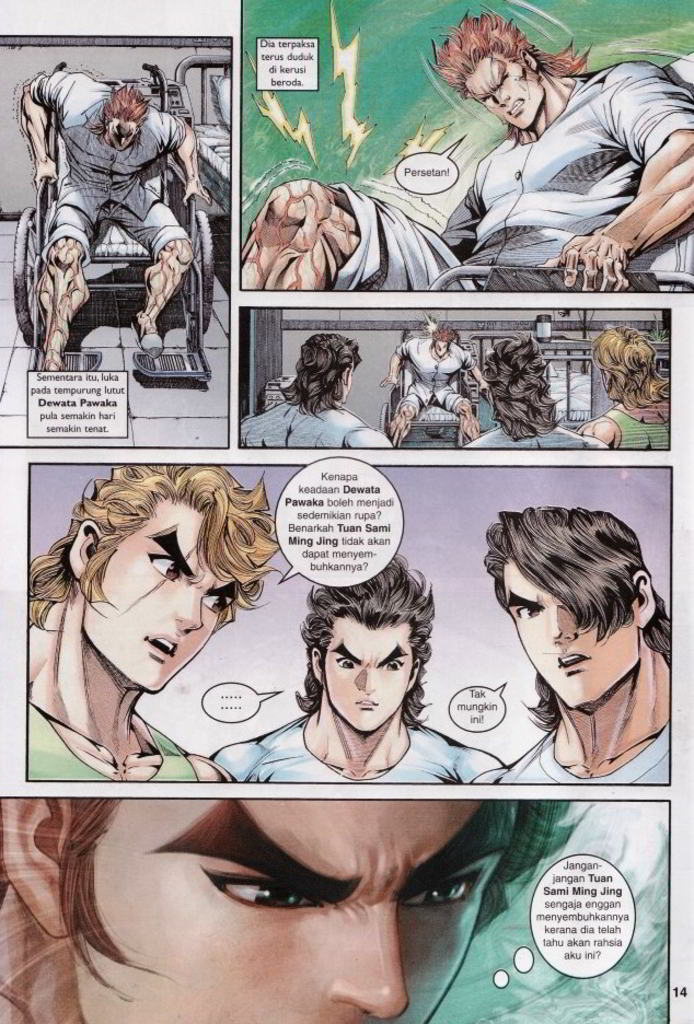 Sementara itu, luka
pada tempurung lutut
Dewata Pawaka
pula semakin hari
semakin tenat.
Dia terpaksa
terus duduk
di kerusi
beroda.
Persetan!
Kenapa
keadaan Dewata
Pawaka boleh menjadi
sedemikian rupa?
Benarkah Tuan Sami
Ming Jing tidak akan
dapat menyem-
buhkannya?
.....
.....
Tak
mungkin
ini!
Jangan-
jangan Tuan
Sami Ming Jing
sengaja enggan
menyembuhkannya
kerana dia telah
tahu akan rahsia
aku ini?
14